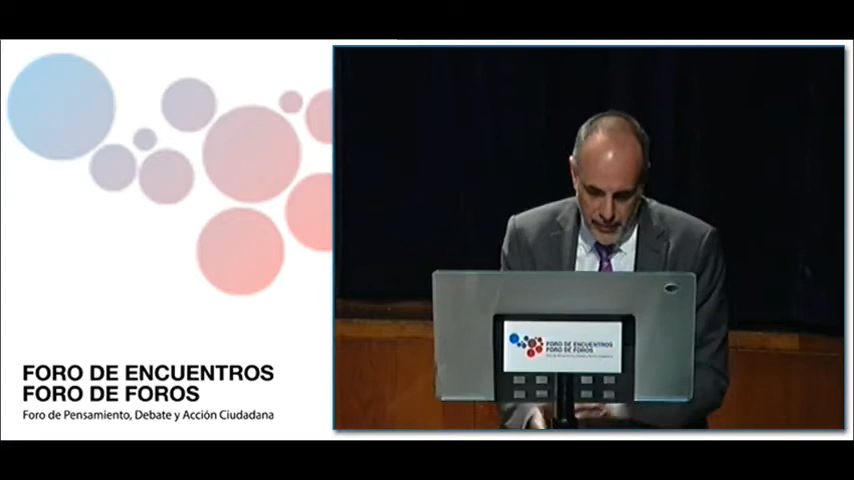 FORO DE ENCUENTROS
FORO DE FOROS
Foro de Pensamiento, Debate y Acción Ciudadana
FORO DE ENCUENTROS
FORO DE FOROS